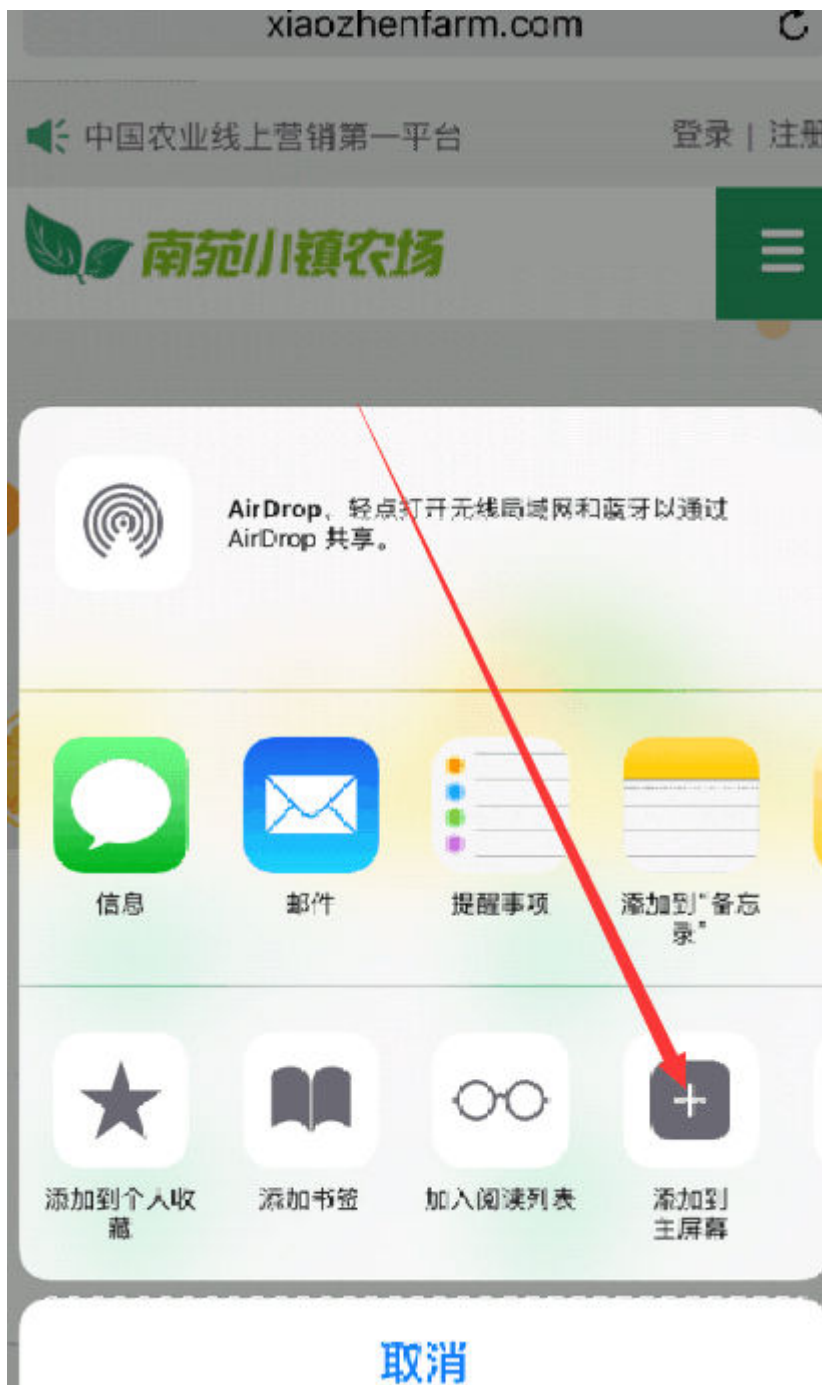 xiaozhenfarm.com
中国农业线上营销第一平台 登录 | 注册
南苑小镇农场
AirDrop、轻点打开无线局域网和蓝牙以通过
AirDrop 共享。
信息 邮件 提醒事项 添加到“备忘
录”
添加到个人收 添加书签 加入阅读列表 添加到
藏 主屏幕
取消